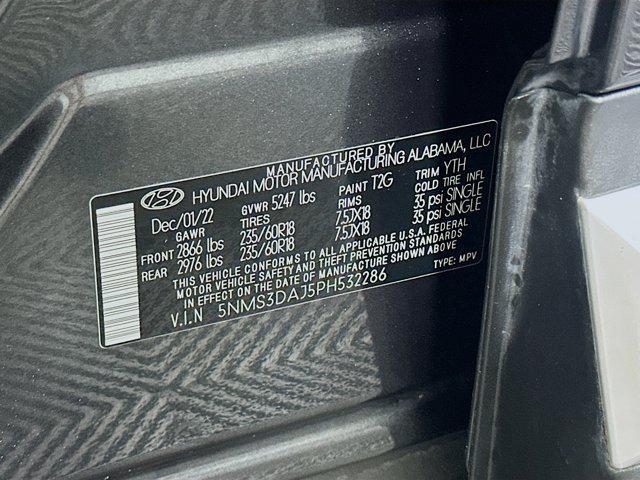 MANUFACTURED BY
HYUNDAI MOTOR MANUFACTURING ALABAMA, LLC
Dec/01/22 GVWR 5247 lbs PAINT T2G TRIM YTH
GAWR TIRES RIMS COLD TIRE INFL
FRONT 2866 lbs 235/60R18 7.5JX18 35 psi SINGLE
REAR 2976 lbs 235/60R18 7.5JX18 35 psi SINGLE
THIS VEHICLE CONFORMS TO ALL APPLICABLE U.S.A. FEDERAL
MOTOR VEHICLE SAFETY AND THEFT PREVENTION STANDARDS
IN EFFECT ON THE DATE OF MANUFACTURE SHOWN ABOVE
V.I.N 5NMS3DAJ5PH532286 TYPE: MPV